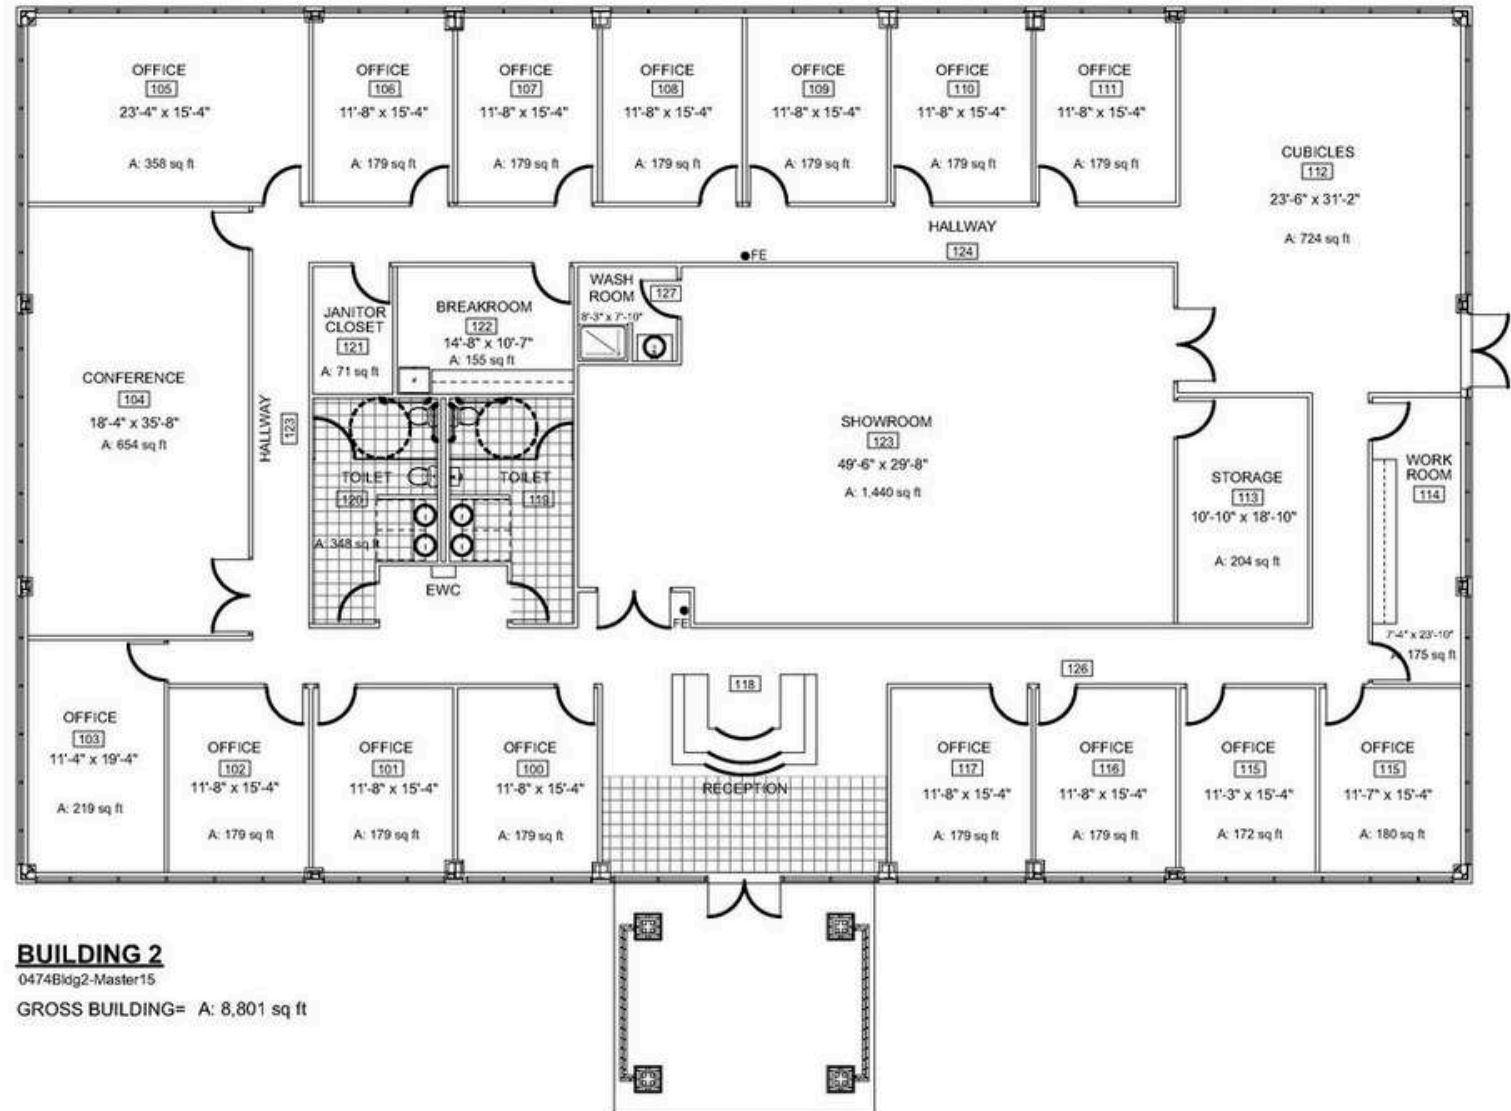 OFFICE
105
23'-4" x 15'-4"
A: 358 sq ft
OFFICE
106
11'-8" x 15'-4"
A: 179 sq ft
OFFICE
107
11'-8" x 15'-4"
A: 179 sq ft
OFFICE
108
11'-8" x 15'-4"
A: 179 sq ft
OFFICE
109
11'-8" x 15'-4"
A: 179 sq ft
OFFICE
110
11'-8" x 15'-4"
A: 179 sq ft
OFFICE
111
11'-8" x 15'-4"
A: 179 sq ft
CUBICLES
112
23'-6" x 31'-2"
A: 724 sq ft
HALLWAY
124
FE
CONFERENCE
104
18'-4" x 35'-8"
A: 654 sq ft
HALLWAY
123
JANITOR
CLOSET
121
A: 71 sq ft
BREAKROOM
122
14'-8" x 10'-7"
A: 155 sq ft
WASH
ROOM
127
8'-3" x 7'-10"
TOILET
120
A: 348 sq ft
TOILET
119
EWC
SHOWROOM
123
49'-6" x 29'-8"
A: 1,440 sq ft
FE
STORAGE
113
10'-10" x 18'-10"
A: 204 sq ft
WORK
ROOM
114
7'-4" x 23'-10"
A: 175 sq ft
126
OFFICE
103
11'-4" x 19'-4"
A: 219 sq ft
OFFICE
102
11'-8" x 15'-4"
A: 179 sq ft
OFFICE
101
11'-8" x 15'-4"
A: 179 sq ft
OFFICE
100
11'-8" x 15'-4"
A: 179 sq ft
118
RECEPTION
OFFICE
117
11'-8" x 15'-4"
A: 179 sq ft
OFFICE
116
11'-8" x 15'-4"
A: 179 sq ft
OFFICE
115
11'-3" x 15'-4"
A: 172 sq ft
OFFICE
115
11'-7" x 15'-4"
A: 180 sq ft
BUILDING 2
0474Bldg2-Master15
GROSS BUILDING= A: 8,801 sq ft